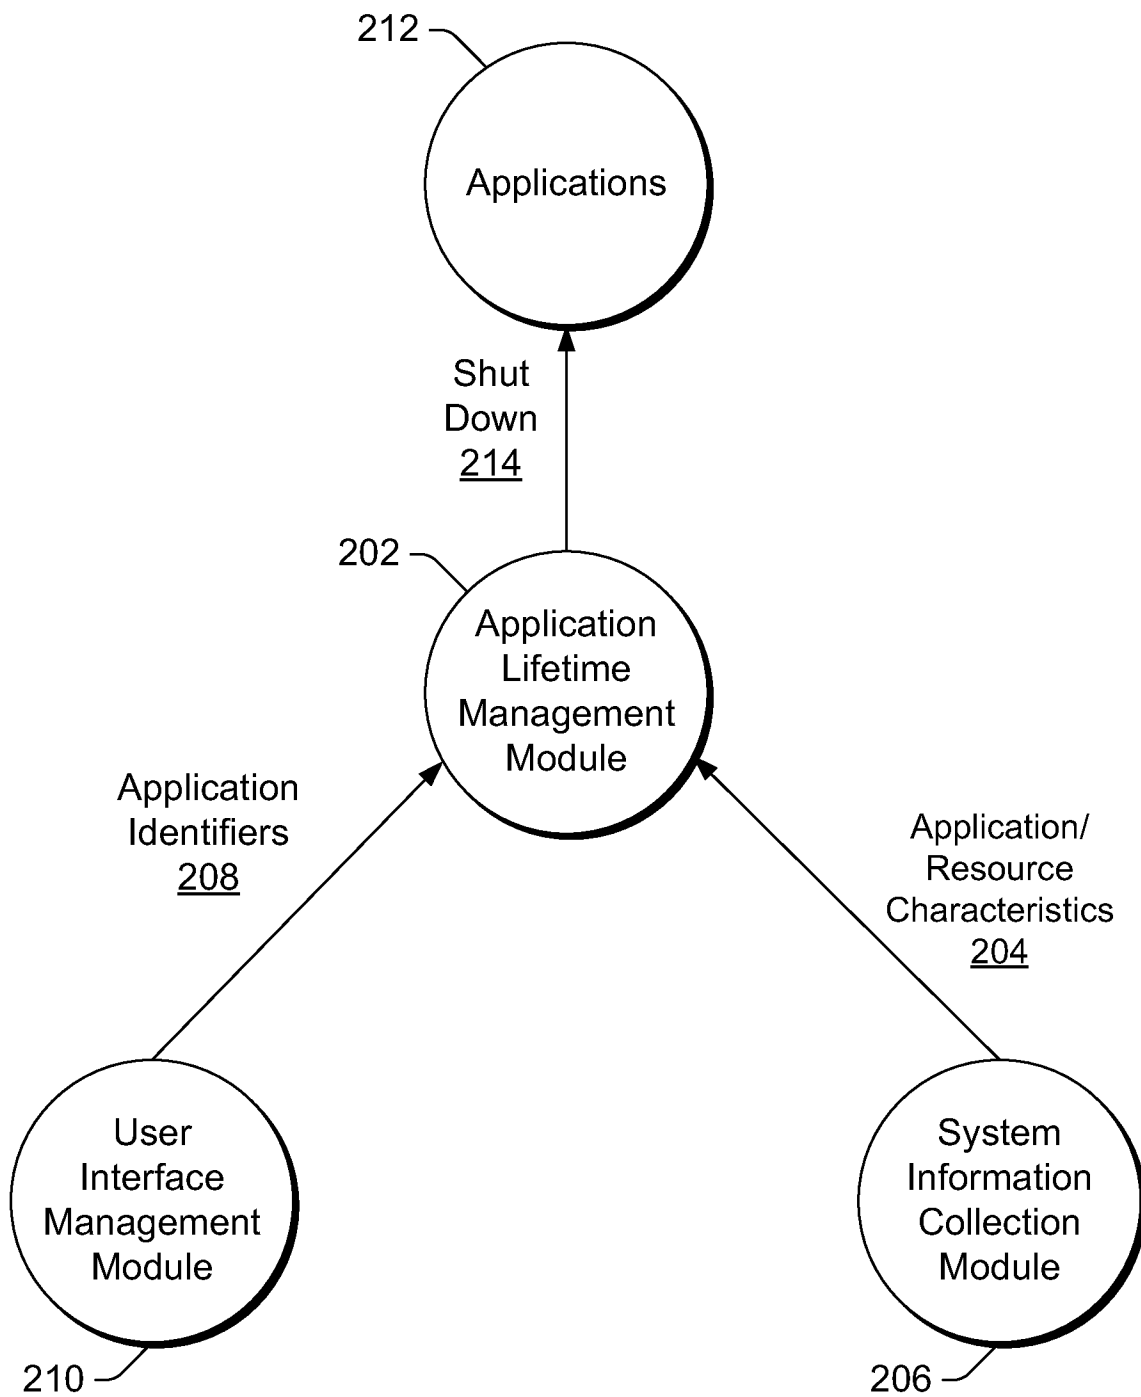 212
Applications
Shut
Down
214
202
Application
Lifetime
Management
Module
Application
Identifiers
208
Application/
Resource
Characteristics
204
User
Interface
Management
Module
210
System
Information
Collection
Module
206